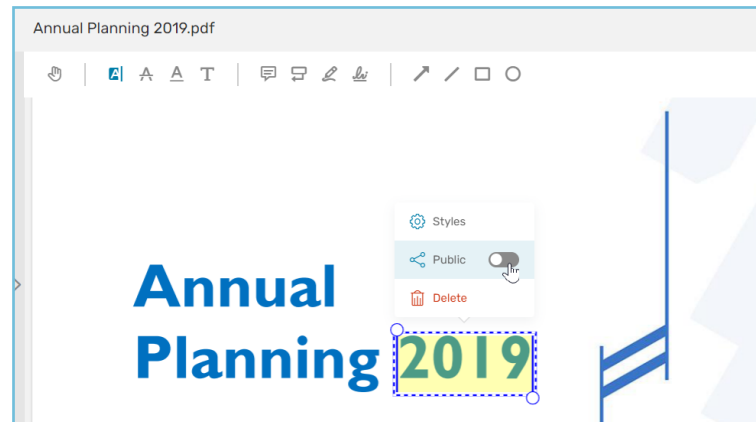 Annual Planning 2019.pdf
A A A T
Styles
Public
Delete
Annual
Planning 2019